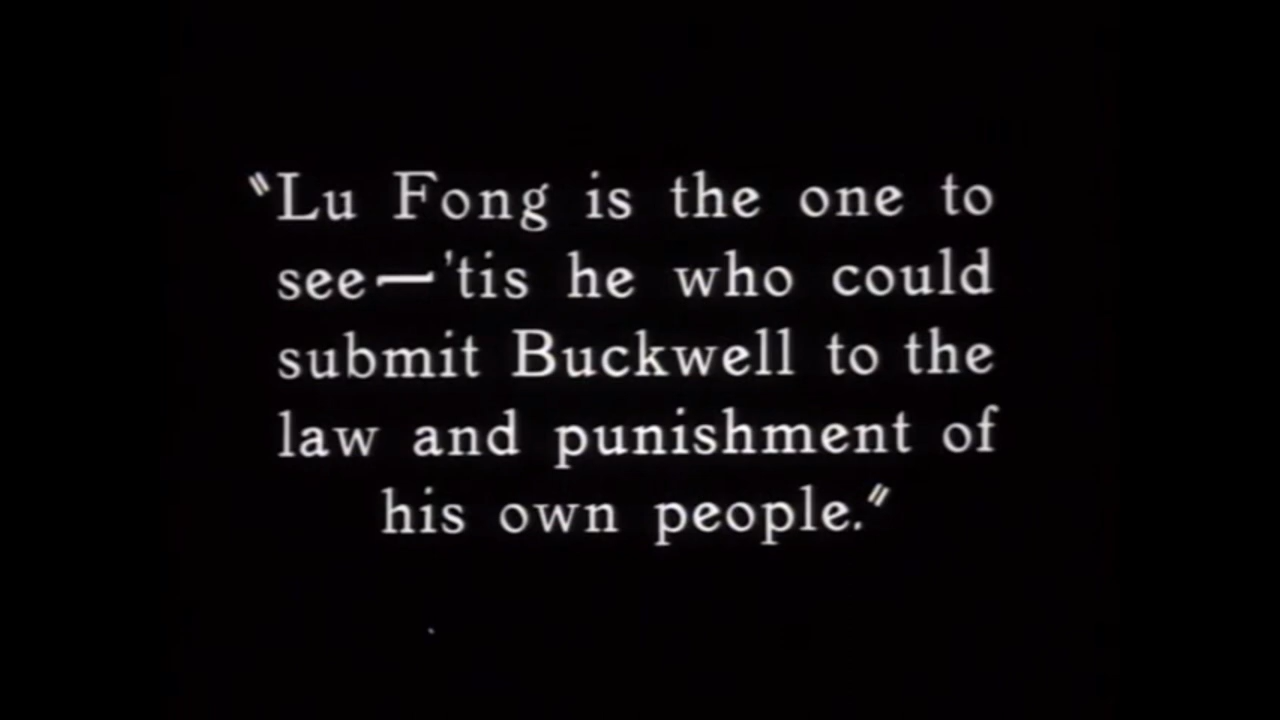 "Lu Fong is the one to
see—'tis he who could
submit Buckwell to the
law and punishment of
his own people."